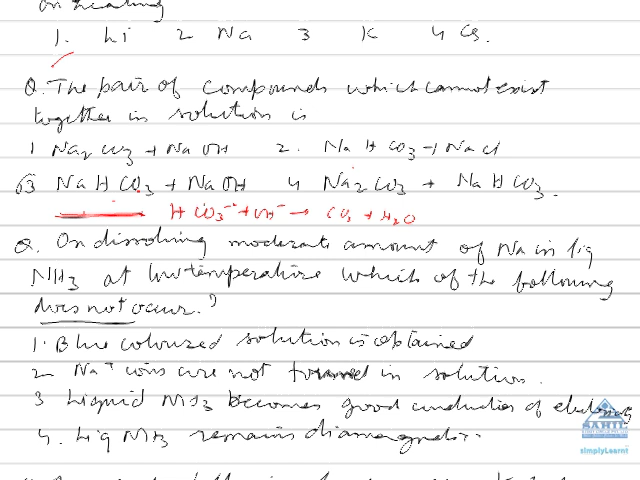 on heating
1. Li 2 Na 3 K 4 Cs.
Q. The pair of compounds which cannot exist
together in solution is
1 Na2CO3 + NaOH 2. NaHCO3 + NaCl
3 NaHCO3 + NaOH 4 Na2CO3 + NaHCO3.
HCO3- + OH- → CO3 + H2O
Q. On dissolving moderate amount of Na in liq
NH3 at low temperature which of the following
does not occur.?
1. Blue coloured solution is obtained
2 Na+ ions are not formed in solution.
3 Liquid NH3 becomes good conductor of
4. Liq NH3 remains diamagnetic.
AAHTI
simplyLearnt